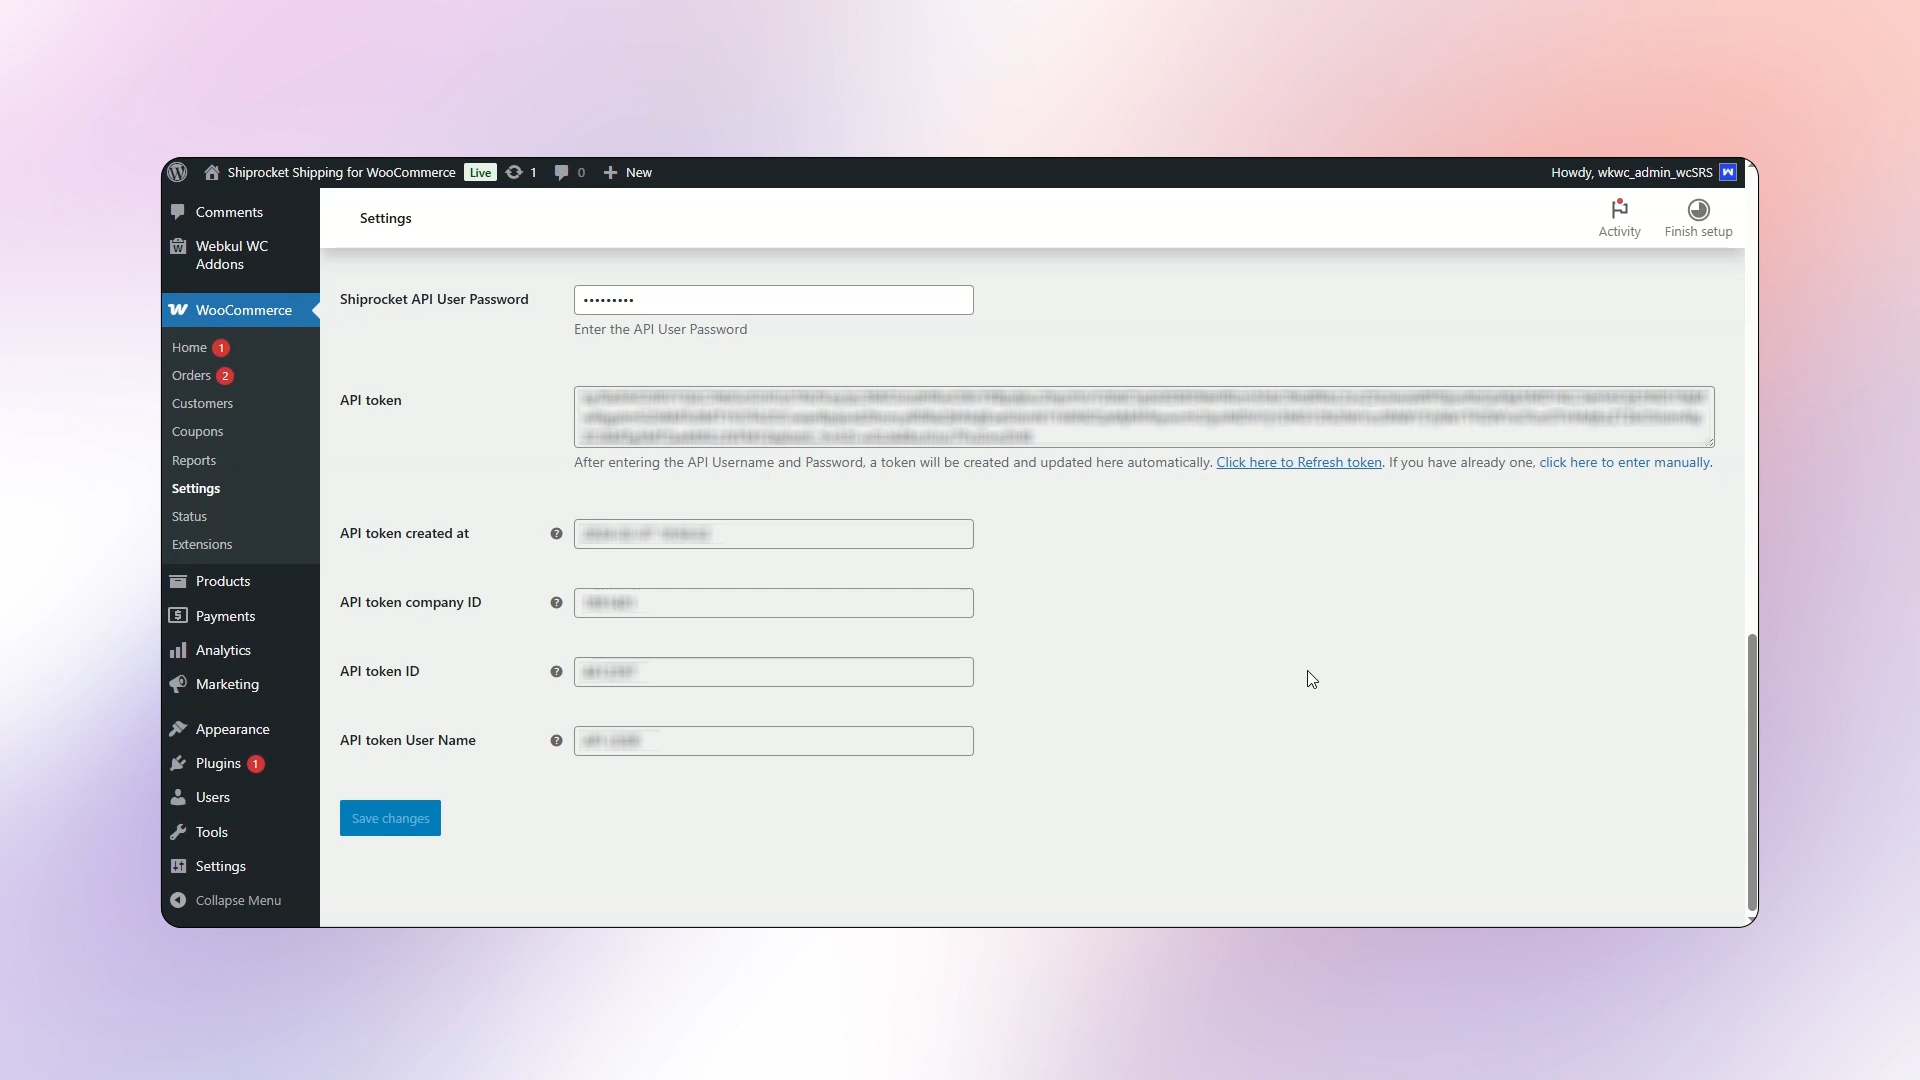 Shiprocket Shipping for WooCommerce Live 1 0 New
Howdy, wkwc_admin_wcSRS
Comments
Webkul WC
Addons
WooCommerce
Home 1
Orders 2
Customers
Coupons
Reports
Settings
Status
Extensions
Products
Payments
Analytics
Marketing
Appearance
Plugins 1
Users
Tools
Settings
Collapse Menu
Settings
Activity
Finish setup
Shiprocket API User Password
•••••••••
Enter the API User Password
API token
After entering the API Username and Password, a token will be created and updated here automatically. Click here to Refresh token. If you have already one, click here to enter manually.
API token created at
API token company ID
API token ID
API token User Name
Save changes